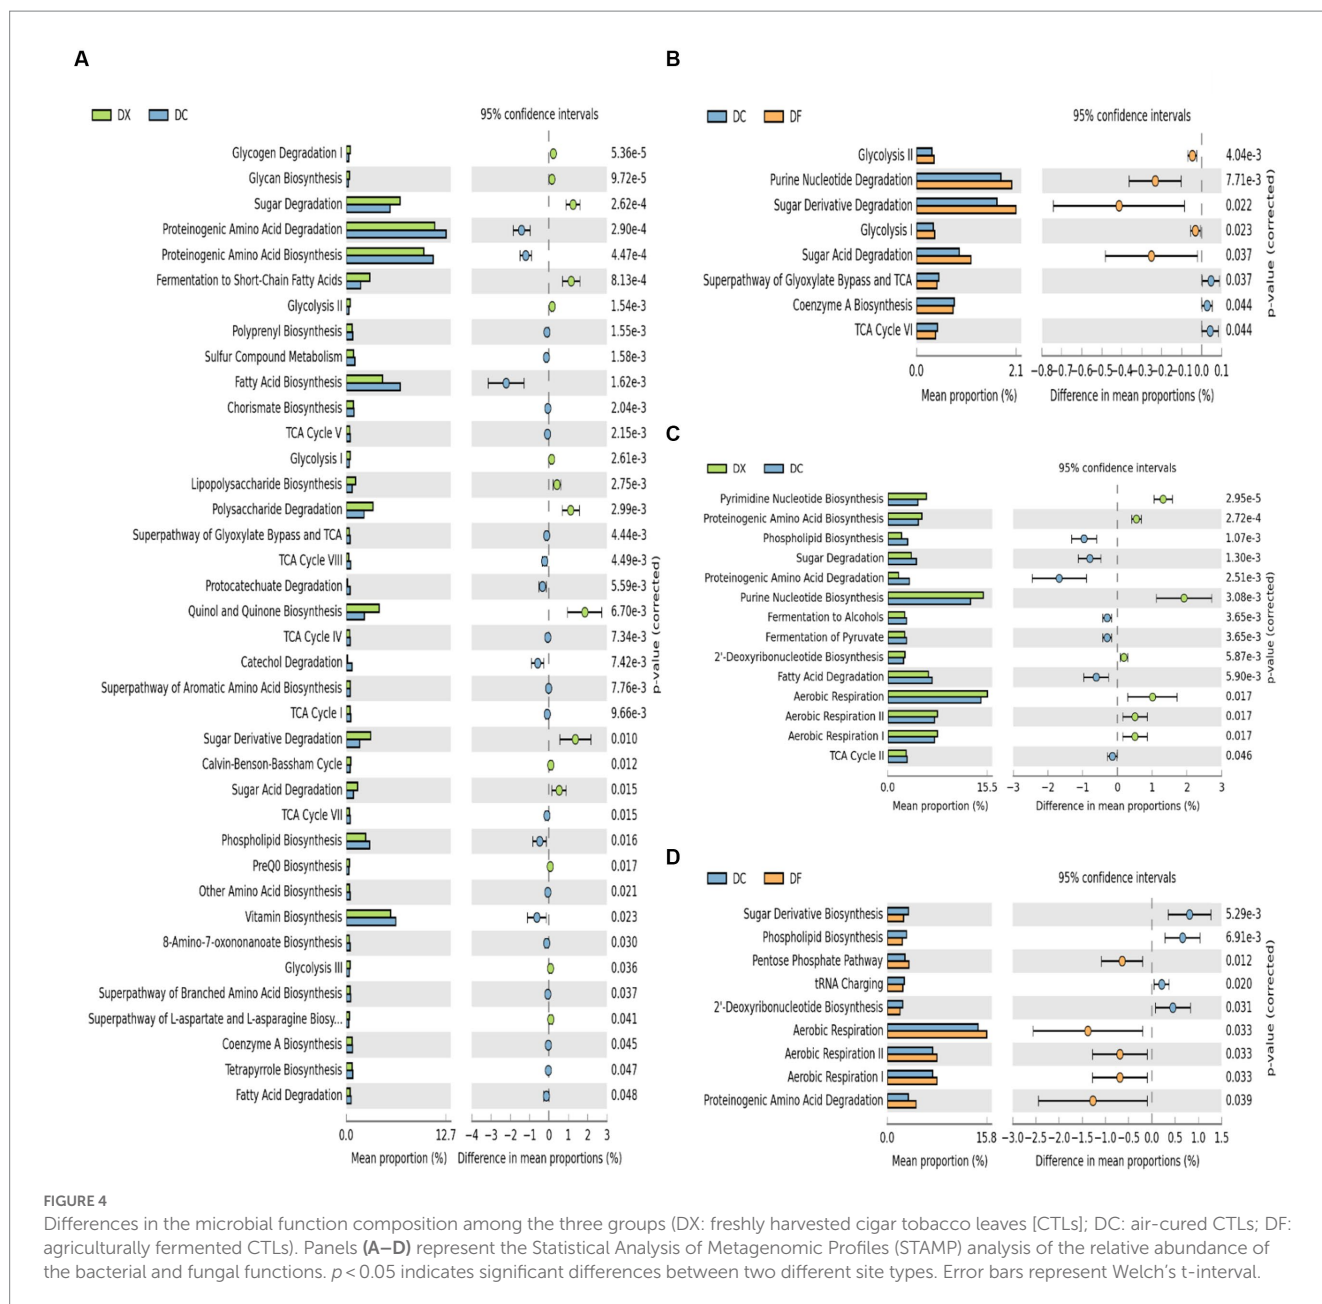 A
DX DC
95% confidence intervals
Glycogen Degradation I 5.36e-5
Glycan Biosynthesis 9.72e-5
Sugar Degradation 2.62e-4
Proteinogenic Amino Acid Degradation 2.90e-4
Proteinogenic Amino Acid Biosynthesis 4.47e-4
Fermentation to Short-Chain Fatty Acids 8.13e-4
Glycolysis II 1.54e-3
Polyprenyl Biosynthesis 1.55e-3
Sulfur Compound Metabolism 1.58e-3
Fatty Acid Biosynthesis 1.62e-3
Chorismate Biosynthesis 2.04e-3
TCA Cycle V 2.15e-3
Glycolysis I 2.61e-3
Lipopolysaccharide Biosynthesis 2.75e-3
Polysaccharide Degradation 2.99e-3
Superpathway of Glyoxylate Bypass and TCA 4.44e-3
TCA Cycle VIII 4.49e-3
Protocatechuate Degradation 5.59e-3
Quinol and Quinone Biosynthesis 6.70e-3
TCA Cycle IV 7.34e-3
Catechol Degradation 7.42e-3
Superpathway of Aromatic Amino Acid Biosynthesis 7.76e-3
TCA Cycle I 9.66e-3
Sugar Derivative Degradation 0.010
Calvin-Benson-Bassham Cycle 0.012
Sugar Acid Degradation 0.015
TCA Cycle VII 0.015
Phospholipid Biosynthesis 0.016
PreQ0 Biosynthesis 0.017
Other Amino Acid Biosynthesis 0.021
Vitamin Biosynthesis 0.023
8-Amino-7-oxononanoate Biosynthesis 0.030
Glycolysis III 0.036
Superpathway of Branched Amino Acid Biosynthesis 0.037
Superpathway of L-aspartate and L-asparagine Biosy... 0.041
Coenzyme A Biosynthesis 0.045
Tetrapyrrole Biosynthesis 0.047
Fatty Acid Degradation 0.048
p-value (corrected)
0.0 12.7 −4 −3 −2 −1 0 1 2 3
Mean proportion (%) Difference in mean proportions (%)
B
DC DF
95% confidence intervals
Glycolysis II 4.04e-3
Purine Nucleotide Degradation 7.71e-3
Sugar Derivative Degradation 0.022
Glycolysis I 0.023
Sugar Acid Degradation 0.037
Superpathway of Glyoxylate Bypass and TCA 0.037
Coenzyme A Biosynthesis 0.044
TCA Cycle VI 0.044
p-value (corrected)
0.0 2.1 −0.8−0.7−0.6−0.5−0.4−0.3−0.2−0.1 0.0 0.1
Mean proportion (%) Difference in mean proportions (%)
C
DX DC
95% confidence intervals
Pyrimidine Nucleotide Biosynthesis 2.95e-5
Proteinogenic Amino Acid Biosynthesis 2.72e-4
Phospholipid Biosynthesis 1.07e-3
Sugar Degradation 1.30e-3
Proteinogenic Amino Acid Degradation 2.51e-3
Purine Nucleotide Biosynthesis 3.08e-3
Fermentation to Alcohols 3.65e-3
Fermentation of Pyruvate 3.65e-3
2'-Deoxyribonucleotide Biosynthesis 5.87e-3
Fatty Acid Degradation 5.90e-3
Aerobic Respiration 0.017
Aerobic Respiration II 0.017
Aerobic Respiration I 0.017
TCA Cycle II 0.046
p-value (corrected)
0.0 15.5 −3 −2 −1 0 1 2 3
Mean proportion (%) Difference in mean proportions (%)
D
DC DF
95% confidence intervals
Sugar Derivative Biosynthesis 5.29e-3
Phospholipid Biosynthesis 6.91e-3
Pentose Phosphate Pathway 0.012
tRNA Charging 0.020
2'-Deoxyribonucleotide Biosynthesis 0.031
Aerobic Respiration 0.033
Aerobic Respiration II 0.033
Aerobic Respiration I 0.033
Proteinogenic Amino Acid Degradation 0.039
p-value (corrected)
0.0 15.8 −3.0−2.5−2.0−1.5−1.0−0.5 0.0 0.5 1.0 1.5
Mean proportion (%) Difference in mean proportions (%)
FIGURE 4
Differences in the microbial function composition among the three groups (DX: freshly harvested cigar tobacco leaves [CTLs]; DC: air-cured CTLs; DF:
agriculturally fermented CTLs). Panels (A–D) represent the Statistical Analysis of Metagenomic Profiles (STAMP) analysis of the relative abundance of
the bacterial and fungal functions. p < 0.05 indicates significant differences between two different site types. Error bars represent Welch's t-interval.